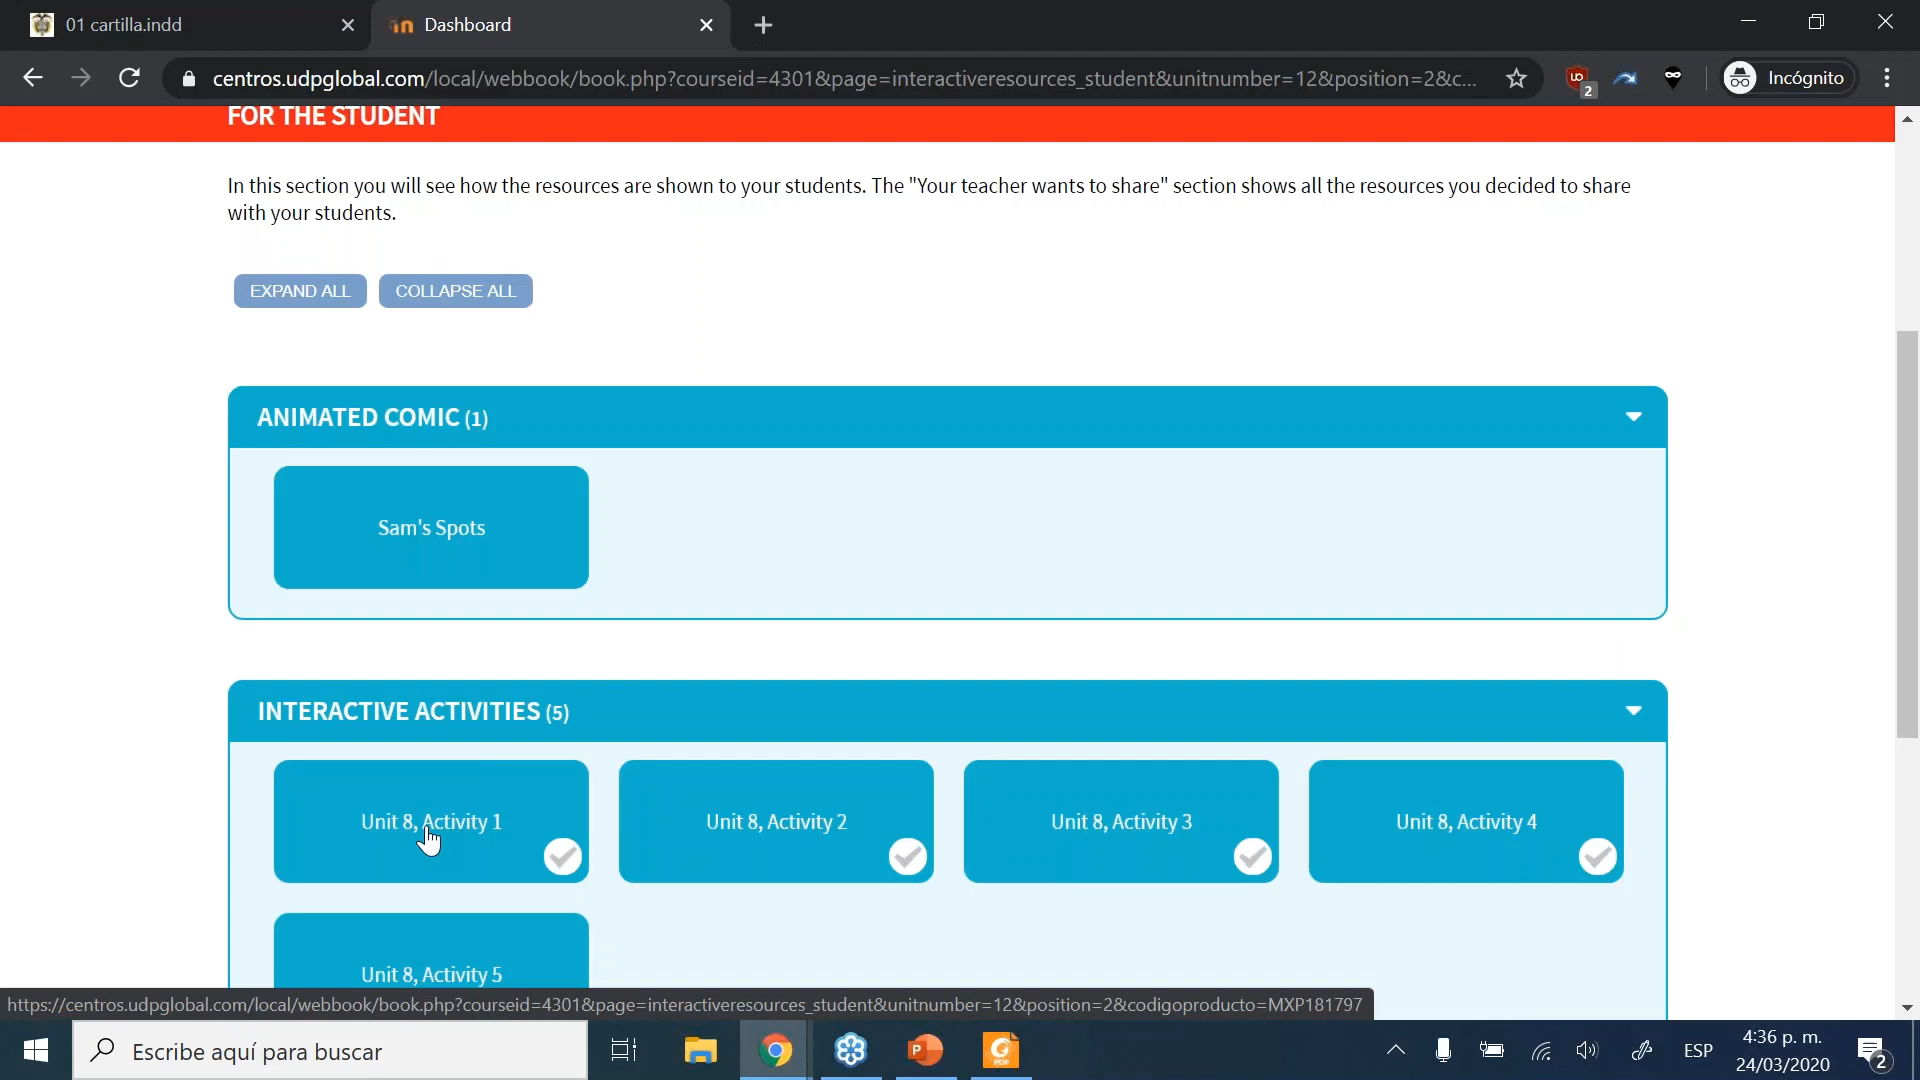 01 cartilla.indd
Dashboard
centros.udpglobal.com/local/webbook/book.php?courseid=4301&page=interactiveresources_student&unitnumber=12&position=2&c...
2
Incógnito
FOR THE STUDENT
In this section you will see how the resources are shown to your students. The "Your teacher wants to share" section shows all the resources you decided to share
with your students.
EXPAND ALL
COLLAPSE ALL
ANIMATED COMIC (1)
Sam's Spots
INTERACTIVE ACTIVITIES (5)
Unit 8, Activity 1
Unit 8, Activity 2
Unit 8, Activity 3
Unit 8, Activity 4
Unit 8, Activity 5
https://centros.udpglobal.com/local/webbook/book.php?courseid=4301&page=interactiveresources_student&unitnumber=12&position=2&codigoproducto=MXP181797
Escribe aquí para buscar
P
PDF
ESP
4:36 p. m.
24/03/2020
2